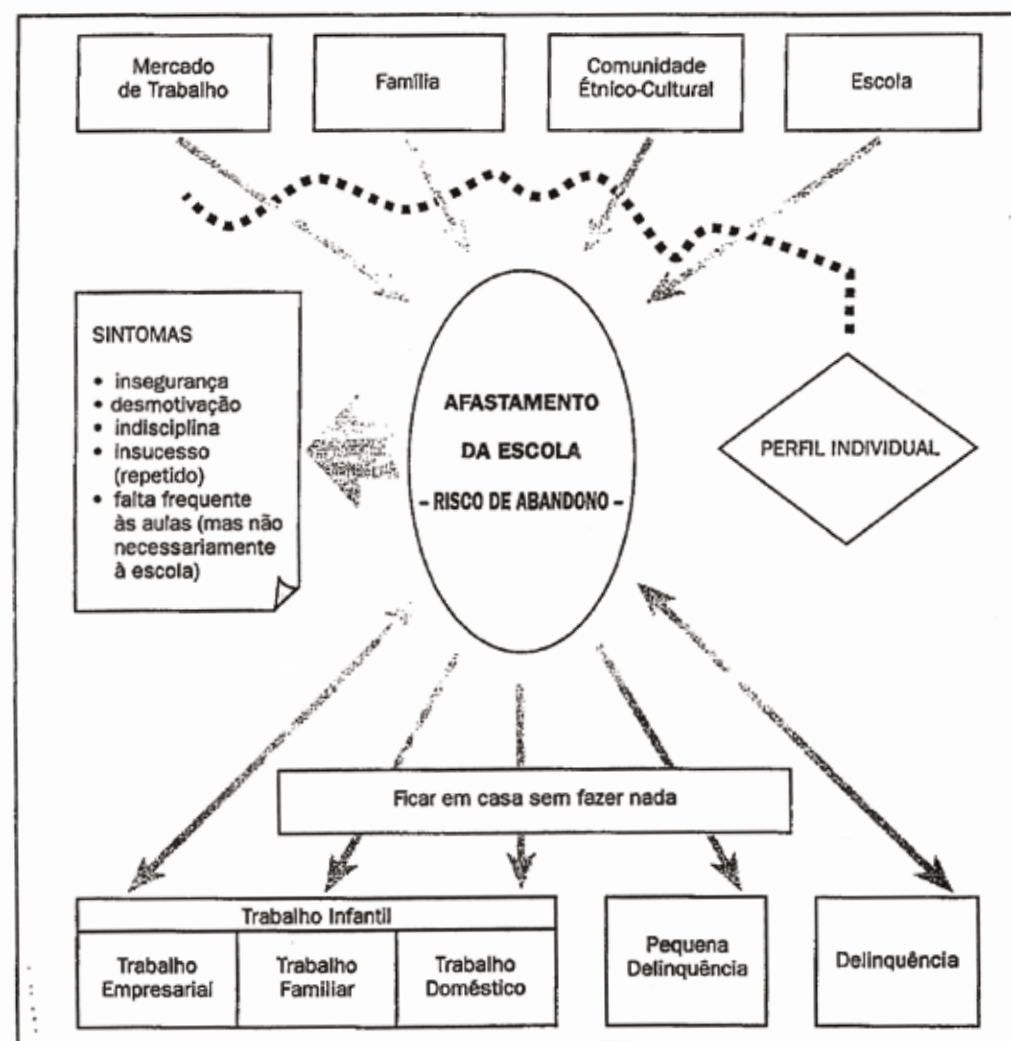 Mercado
de Trabalho
Família
Comunidade
Étnico-Cultural
Escola
SINTOMAS
• insegurança
• desmotivação
• indisciplina
• insucesso
(repetido)
• falta frequente
às aulas (mas não
necessariamente
à escola)
AFASTAMENTO
DA ESCOLA
– RISCO DE ABANDONO –
PERFIL INDIVIDUAL
Ficar em casa sem fazer nada
Trabalho Infantil
Trabalho
Empresarial
Trabalho
Familiar
Trabalho
Doméstico
Pequena
Delinquência
Delinquência